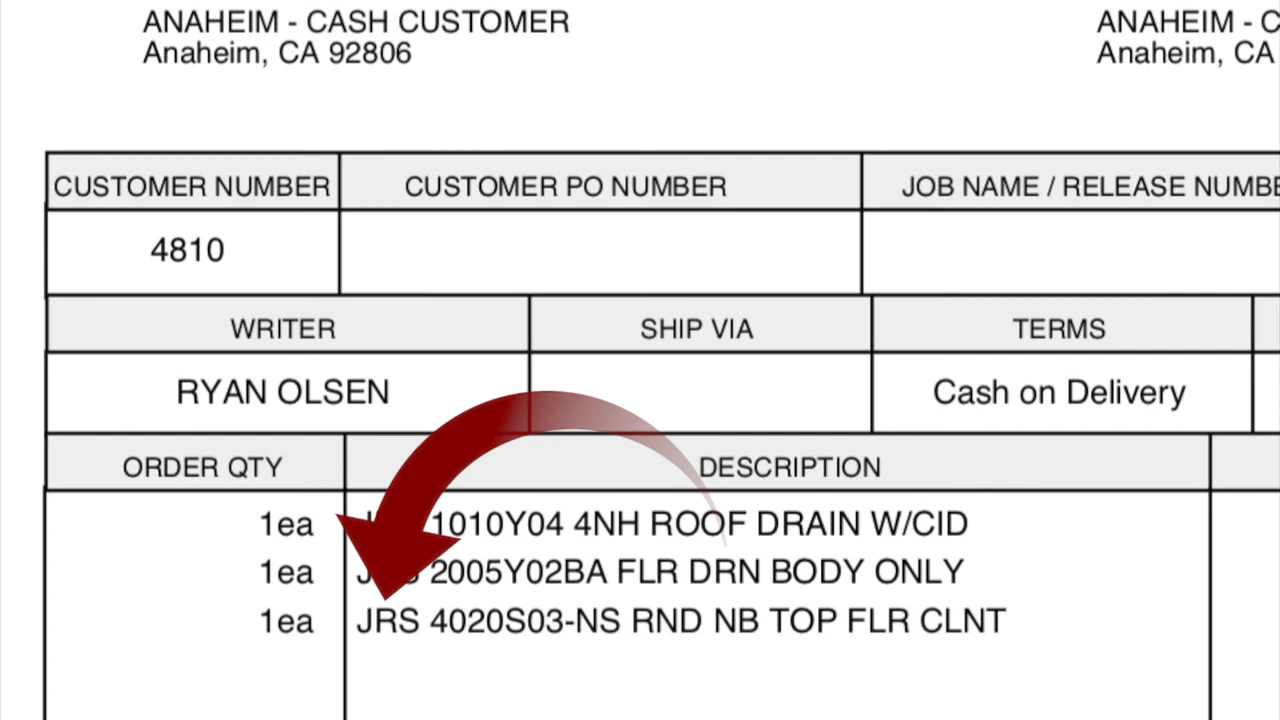 ANAHEIM - CASH CUSTOMER
Anaheim, CA 92806
ANAHEIM - C
Anaheim, CA
CUSTOMER NUMBER CUSTOMER PO NUMBER JOB NAME / RELEASE NUMBE
4810
WRITER SHIP VIA TERMS
RYAN OLSEN Cash on Delivery
ORDER QTY DESCRIPTION
1ea 1010Y04 4NH ROOF DRAIN W/CID
1ea 2005Y02BA FLR DRN BODY ONLY
1ea JRS 4020S03-NS RND NB TOP FLR CLNT